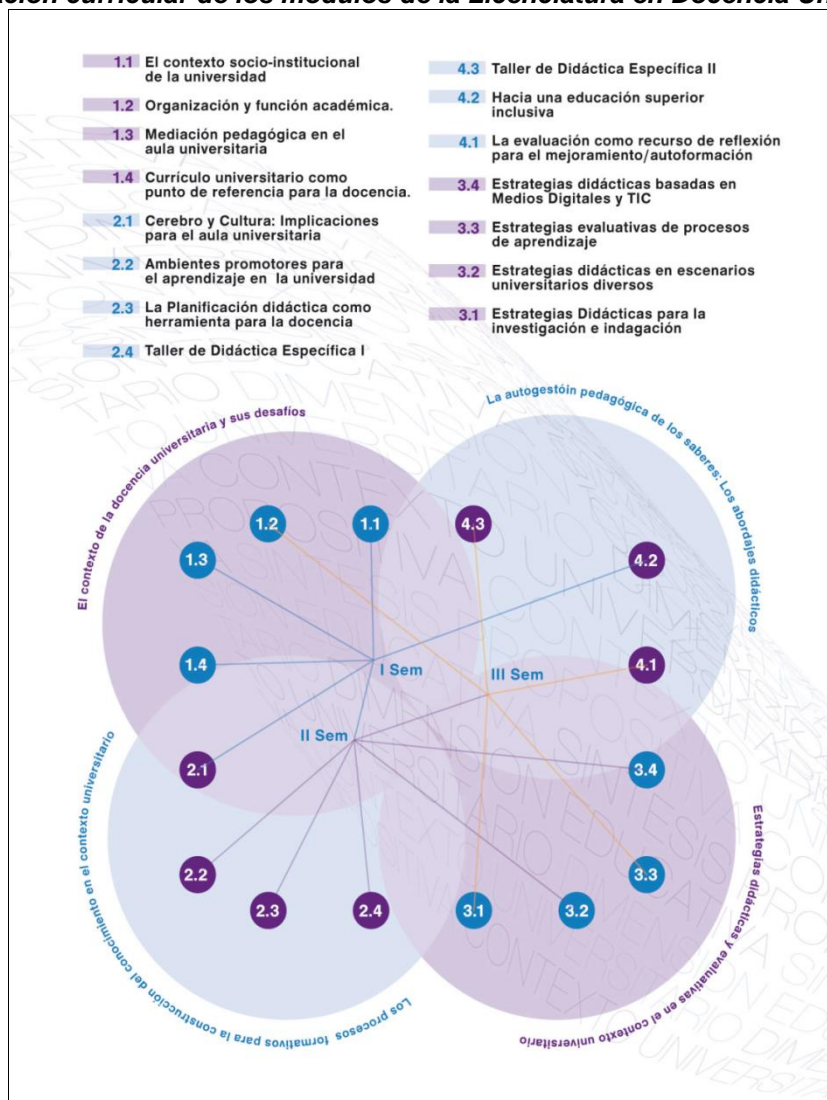 ación curricular de los módulos de la Licenciatura en Docencia Un
1.1 El contexto socio-institucional
de la universidad
1.2 Organización y función académica.
1.3 Mediación pedagógica en el
aula universitaria
1.4 Currículo universitario como
punto de referencia para la docencia.
2.1 Cerebro y Cultura: Implicaciones
para el aula universitaria
2.2 Ambientes promotores para
el aprendizaje en la universidad
2.3 La Planificación didáctica como
herramienta para la docencia
2.4 Taller de Didáctica Específica I
4.3 Taller de Didáctica Específica II
4.2 Hacia una educación superior
inclusiva
4.1 La evaluación como recurso de reflexión
para el mejoramiento/autoformación
3.4 Estrategias didácticas basadas en
Medios Digitales y TIC
3.3 Estrategias evaluativas de procesos
de aprendizaje
3.2 Estrategias didácticas en escenarios
universitarios diversos
3.1 Estrategias Didácticas para la
investigación e indagación
El contexto de la docencia universitaria y sus desafíos
La autogestóin pedagógica de los saberes: Los abordajes didácticos
1.2
1.1
4.3
1.3
4.2
1.4
I Sem
III Sem
4.1
II Sem
2.1
3.4
2.2
3.3
2.3
2.4
3.1
3.2
Los procesos formativos para la construcción del conocimiento en el contexto universitario
Estrategias didácticas y evaluativas en el contexto universitario